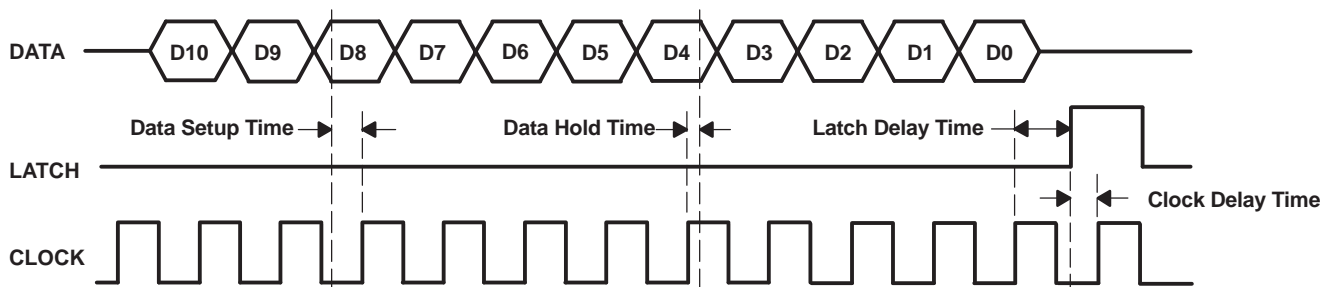 DATA D10 D9 D8 D7 D6 D5 D4 D3 D2 D1 D0
Data Setup Time Data Hold Time Latch Delay Time
LATCH
Clock Delay Time
CLOCK